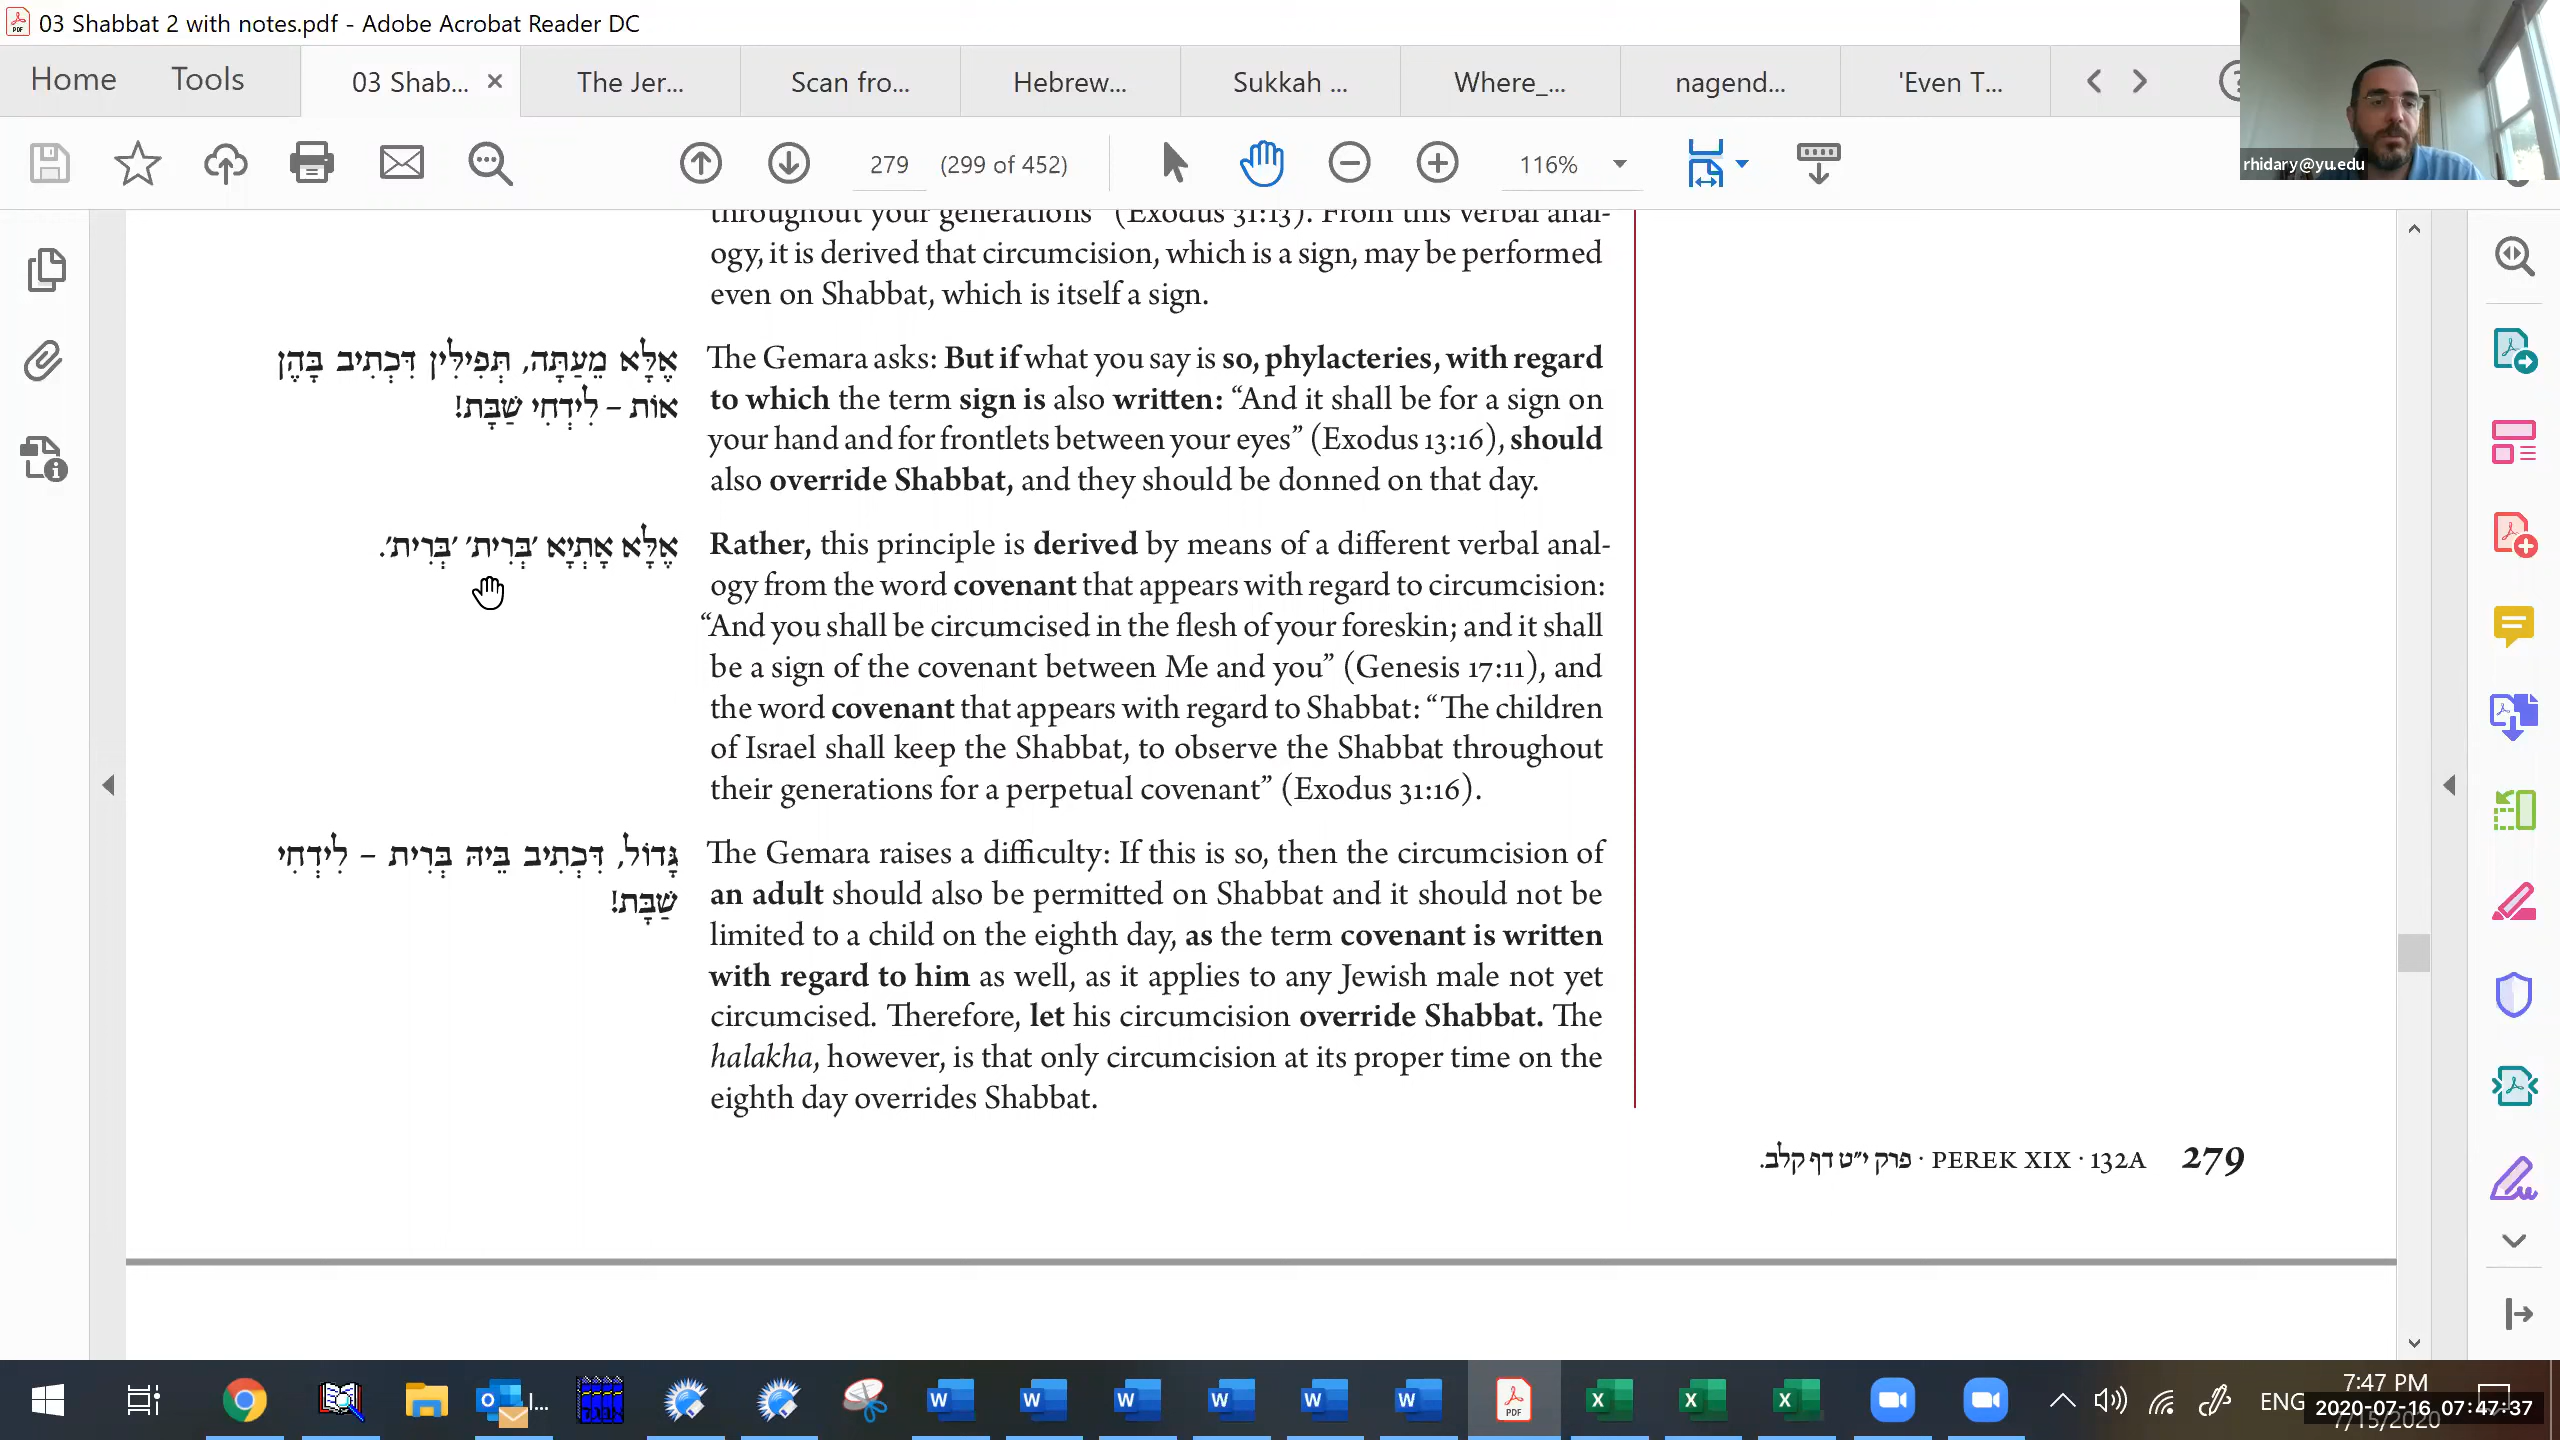 03 Shabbat 2 with notes.pdf - Adobe Acrobat Reader DC
Home Tools 03 Shab... The Jer... Scan fro... Hebrew... Sukkah ... Where_... nagend... 'Even T...
279 (299 of 452) 116%
rhidary@yu.edu
throughout your generations” (Exodus 31:13). From this verbal anal-
ogy, it is derived that circumcision, which is a sign, may be performed
even on Shabbat, which is itself a sign.
אֶלָּא מֵעַתָּה, תְּפִילִּין דִּכְתִיב בָּהֶן
אוֹת – לִידְחִי שַׁבָּת!
The Gemara asks: But if what you say is so, phylacteries, with regard
to which the term sign is also written: “And it shall be for a sign on
your hand and for frontlets between your eyes” (Exodus 13:16), should
also override Shabbat, and they should be donned on that day.
אֶלָּא אָתְיָא ׳בְּרִית׳ ׳בְּרִית׳.
Rather, this principle is derived by means of a different verbal anal-
ogy from the word covenant that appears with regard to circumcision:
“And you shall be circumcised in the flesh of your foreskin; and it shall
be a sign of the covenant between Me and you” (Genesis 17:11), and
the word covenant that appears with regard to Shabbat: “The children
of Israel shall keep the Shabbat, to observe the Shabbat throughout
their generations for a perpetual covenant” (Exodus 31:16).
גָּדוֹל, דִּכְתִיב בֵּיהּ בְּרִית – לִידְחִי
שַׁבָּת!
The Gemara raises a difficulty: If this is so, then the circumcision of
an adult should also be permitted on Shabbat and it should not be
limited to a child on the eighth day, as the term covenant is written
with regard to him as well, as it applies to any Jewish male not yet
circumcised. Therefore, let his circumcision override Shabbat. The
halakha, however, is that only circumcision at its proper time on the
eighth day overrides Shabbat.
פרק י״ט דף קלב. · PEREK XIX · 132A 279
ENG 7:47 PM
2020-07-16 07:47:37
7/15/2020